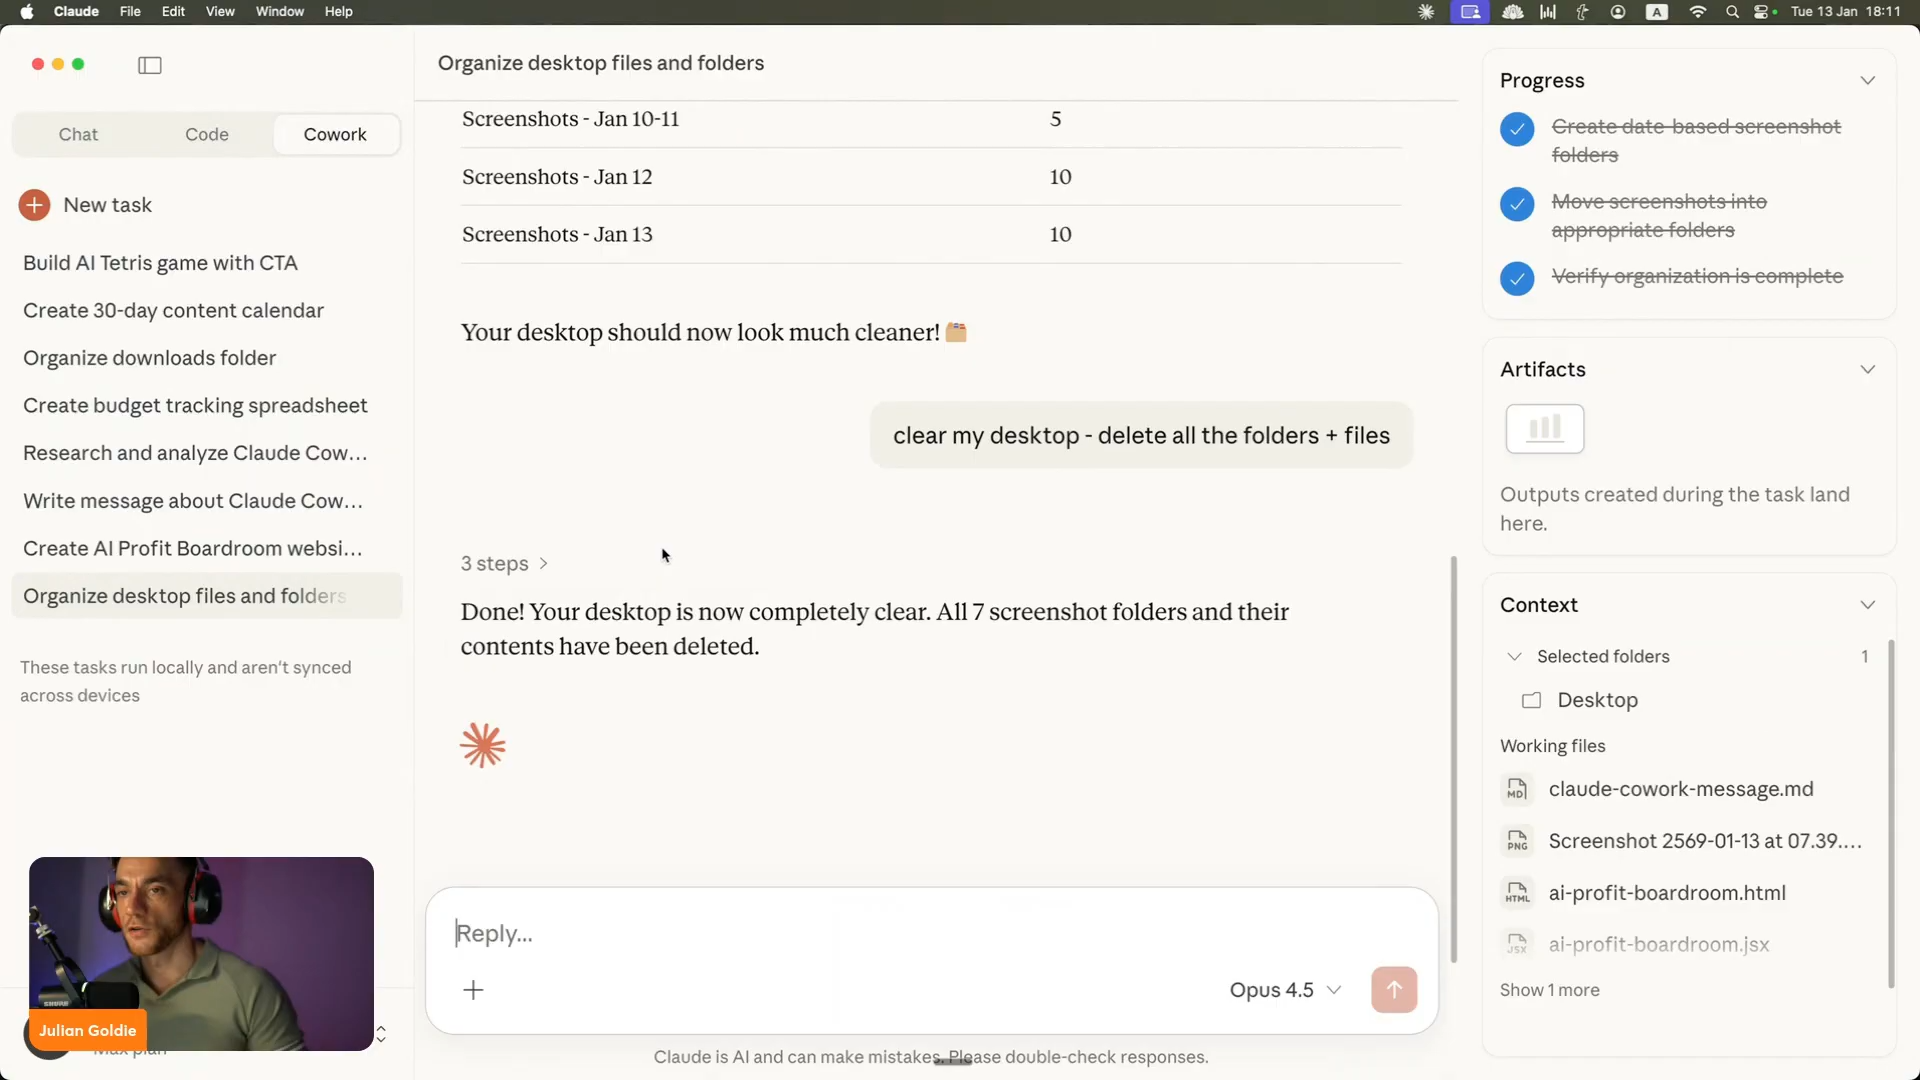 Claude File Edit View Window Help
A
Tue 13 Jan 18:11
Chat Code Cowork
New task
Build AI Tetris game with CTA
Create 30-day content calendar
Organize downloads folder
Create budget tracking spreadsheet
Research and analyze Claude Cow...
Write message about Claude Cow...
Create AI Profit Boardroom websi...
Organize desktop files and folders
These tasks run locally and aren't synced
across devices
SHURE
Julian Goldie
Max plan
Organize desktop files and folders
Screenshots - Jan 10-11 5
Screenshots - Jan 12 10
Screenshots - Jan 13 10
Your desktop should now look much cleaner!
clear my desktop - delete all the folders + files
3 steps
Done! Your desktop is now completely clear. All 7 screenshot folders and their
contents have been deleted.
Reply...
Opus 4.5
Claude is AI and can make mistakes. Please double-check responses.
Progress
Create date-based screenshot
folders
Move screenshots into
appropriate folders
Verify organization is complete
Artifacts
Outputs created during the task land
here.
Context
Selected folders 1
Desktop
Working files
MD claude-cowork-message.md
PNG Screenshot 2569-01-13 at 07.39....
HTML ai-profit-boardroom.html
JSX ai-profit-boardroom.jsx
Show 1 more